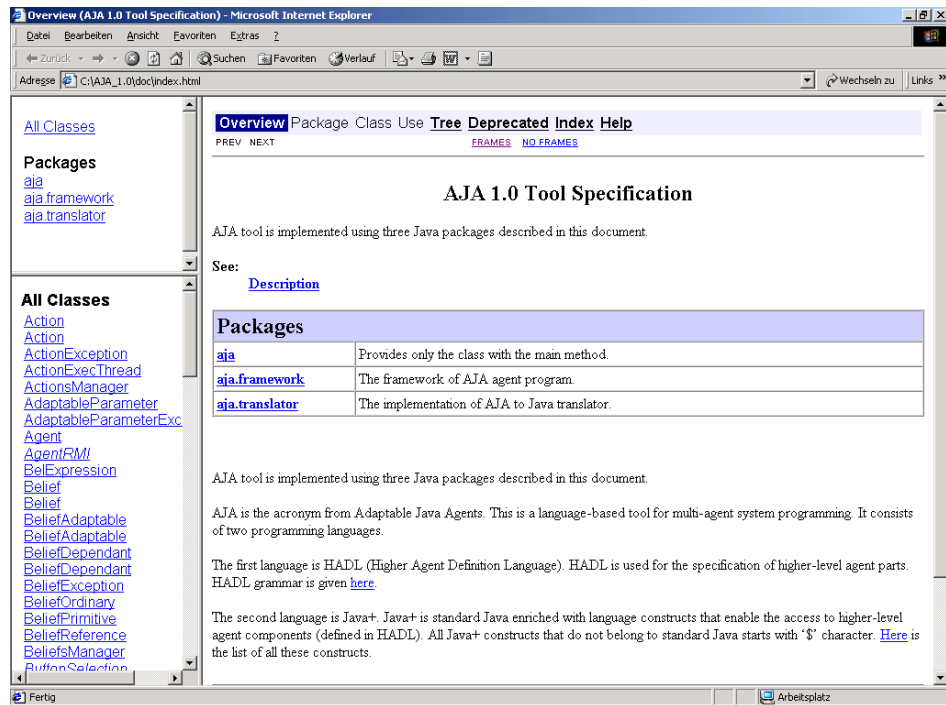 Overview (AJA 1.0 Tool Specification) - Microsoft Internet Explorer
Datei Bearbeiten Ansicht Favoriten Extras ?
Zurück Suchen Favoriten Verlauf
Adresse C:\AJA_1.0\doc\index.html Wechseln zu Links »
All Classes
Packages
aja
aja.framework
aja.translator
All Classes
Action
Action
ActionException
ActionExecThread
ActionsManager
AdaptableParameter
AdaptableParameterExc
Agent
AgentRMI
BelExpression
Belief
Belief
BeliefAdaptable
BeliefAdaptable
BeliefDependant
BeliefDependant
BeliefException
BeliefOrdinary
BeliefPrimitive
BeliefReference
BeliefsManager
ButtonSelection
Overview Package Class Use Tree Deprecated Index Help
PREV NEXT FRAMES NO FRAMES
AJA 1.0 Tool Specification
AJA tool is implemented using three Java packages described in this document.
See:
Description
Packages
aja Provides only the class with the main method.
aja.framework The framework of AJA agent program.
aja.translator The implementation of AJA to Java translator.
AJA tool is implemented using three Java packages described in this document.
AJA is the acronym from Adaptable Java Agents. This is a language-based tool for multi-agent system programming. It consists
of two programming languages.
The first language is HADL (Higher Agent Definition Language). HADL is used for the specification of higher-level agent parts.
HADL grammar is given here.
The second language is Java+. Java+ is standard Java enriched with language constructs that enable the access to higher-level
agent components (defined in HADL). All Java+ constructs that do not belong to standard Java starts with ‘$’ character. Here is
the list of all these constructs.
Fertig Arbeitsplatz